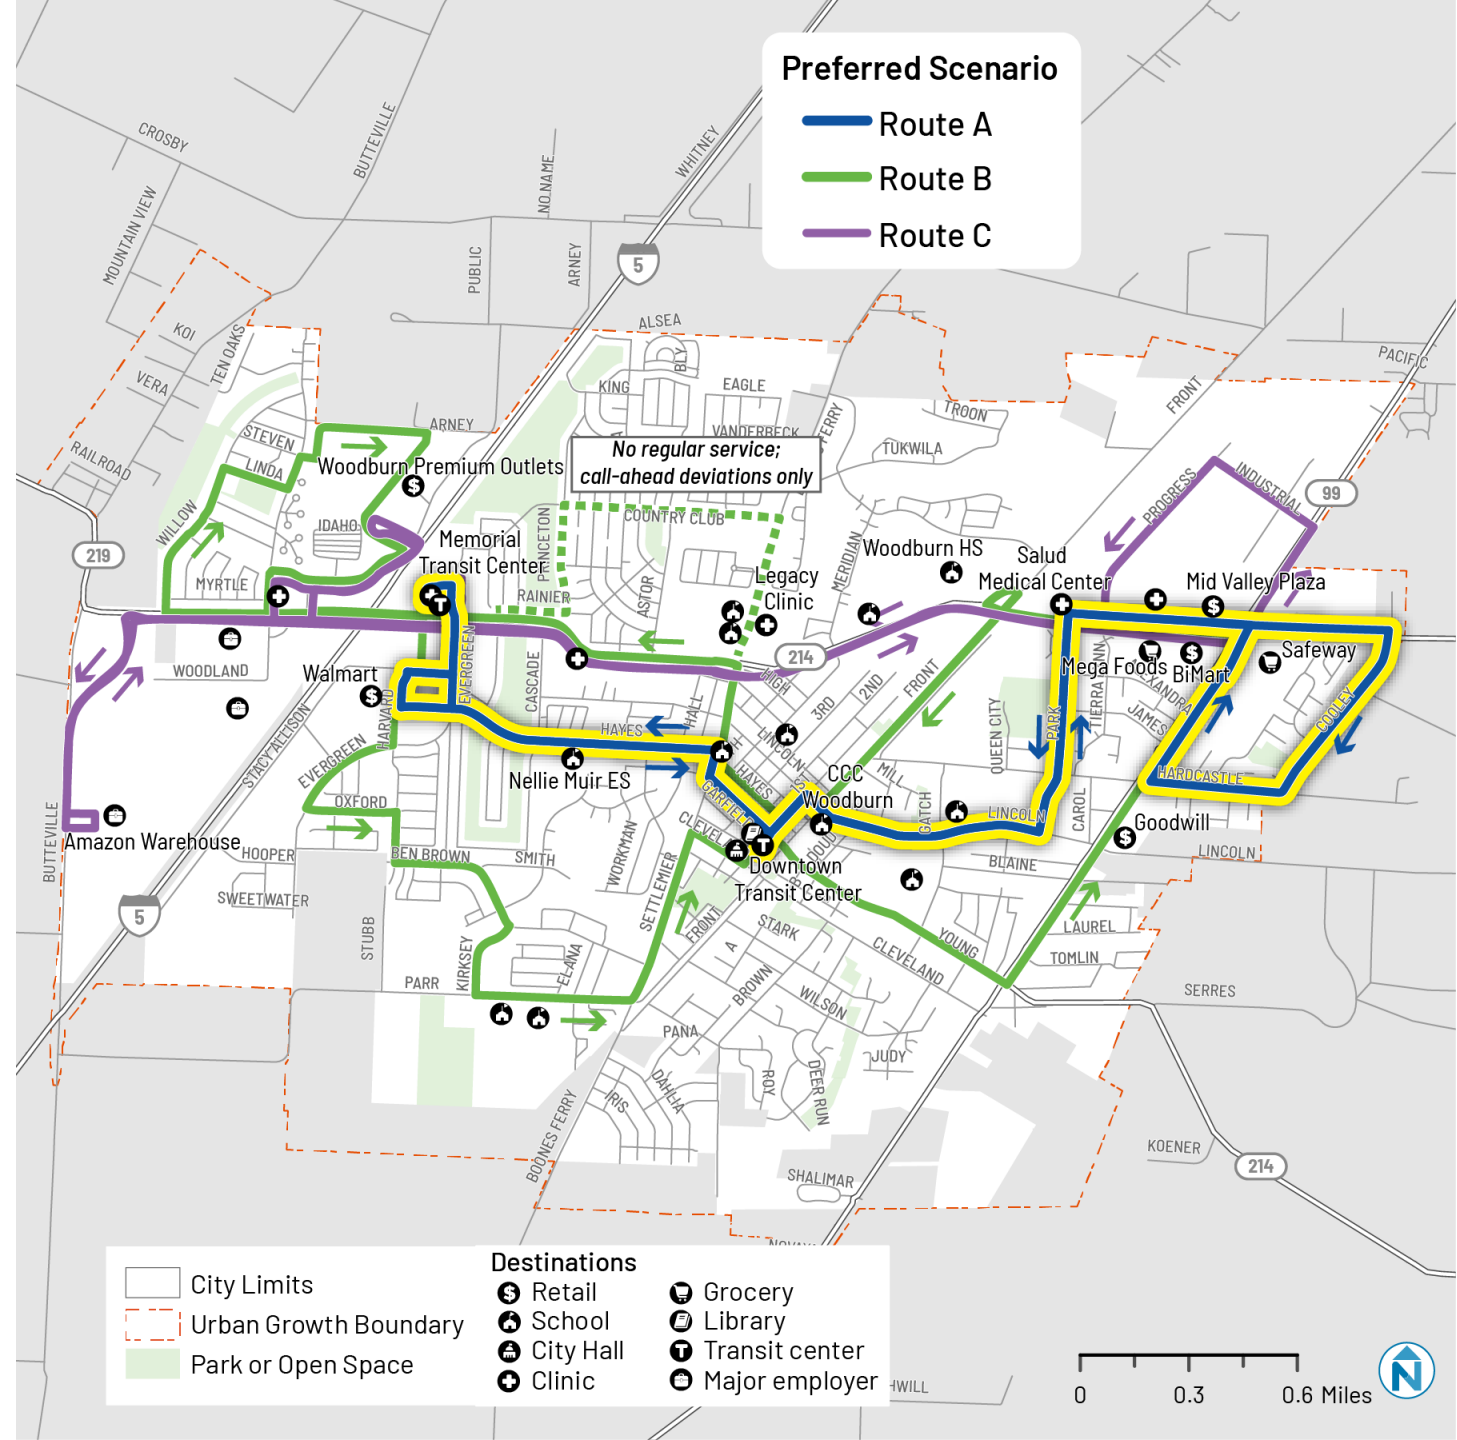 Preferred Scenario
Route A
Route B
Route C
CROSBY
BUTTEVILLE
NO NAME
WHITNEY
MOUNTAIN VIEW
PUBLIC
ARNEY
5
KOI
TEN OAKS
VERA
ALSEA
BLY
KING
EAGLE
VANDERBECK
FERRY
TROON
TUKWILA
FRONT
PACIFIC
ARNEY
STEVEN
LINDA
RAILROAD
WILLOW
IDAHO
MYRTLE
Woodburn Premium Outlets
No regular service;
call-ahead deviations only
COUNTRY CLUB
PRINCETON
RAINIER
ASTOR
MERIDIAN
PROGRESS
INDUSTRIAL
99
219
Memorial
Transit Center
Legacy
Clinic
Woodburn HS
Salud
Medical Center
Mid Valley Plaza
214
WOODLAND
Walmart
EVERGREEN
CASCADE
HARVARD
HALL
HIGH
2ND
3RD
FRONT
LINCOLN
Mega Foods
BiMart
Safeway
ALEXANDRA
JAMES
TIERRA LYNN
PARK
QUEEN CITY
COOLEY
HARDCASTLE
STACY ALLISON
EVERGREEN
HAYES
HAYES
Nellie Muir ES
GARFIELD
CCC
Woodburn
MILL
GATCH
LINCOLN
CAROL
Goodwill
OXFORD
Amazon Warehouse
BUTTEVILLE
HOOPER
BEN BROWN
SMITH
WORKMAN
Downtown
Transit Center
BLAINE
LINCOLN
SWEETWATER
5
STUBB
SETTLEMIER
FRONT
STARK
A
CLEVELAND
YOUNG
LAUREL
TOMLIN
KIRKSEY
ELANA
PARR
BROWN
WILSON
SERRES
PANA
JUDY
ROY
DEER RUN
DAHLIA
IRIS
BOONES FERRY
SHALIMAR
KOENER
214
City Limits
Urban Growth Boundary
Park or Open Space
Destinations
Retail
School
City Hall
Clinic
Grocery
Library
Transit center
Major employer
0
0.3
0.6 Miles
N